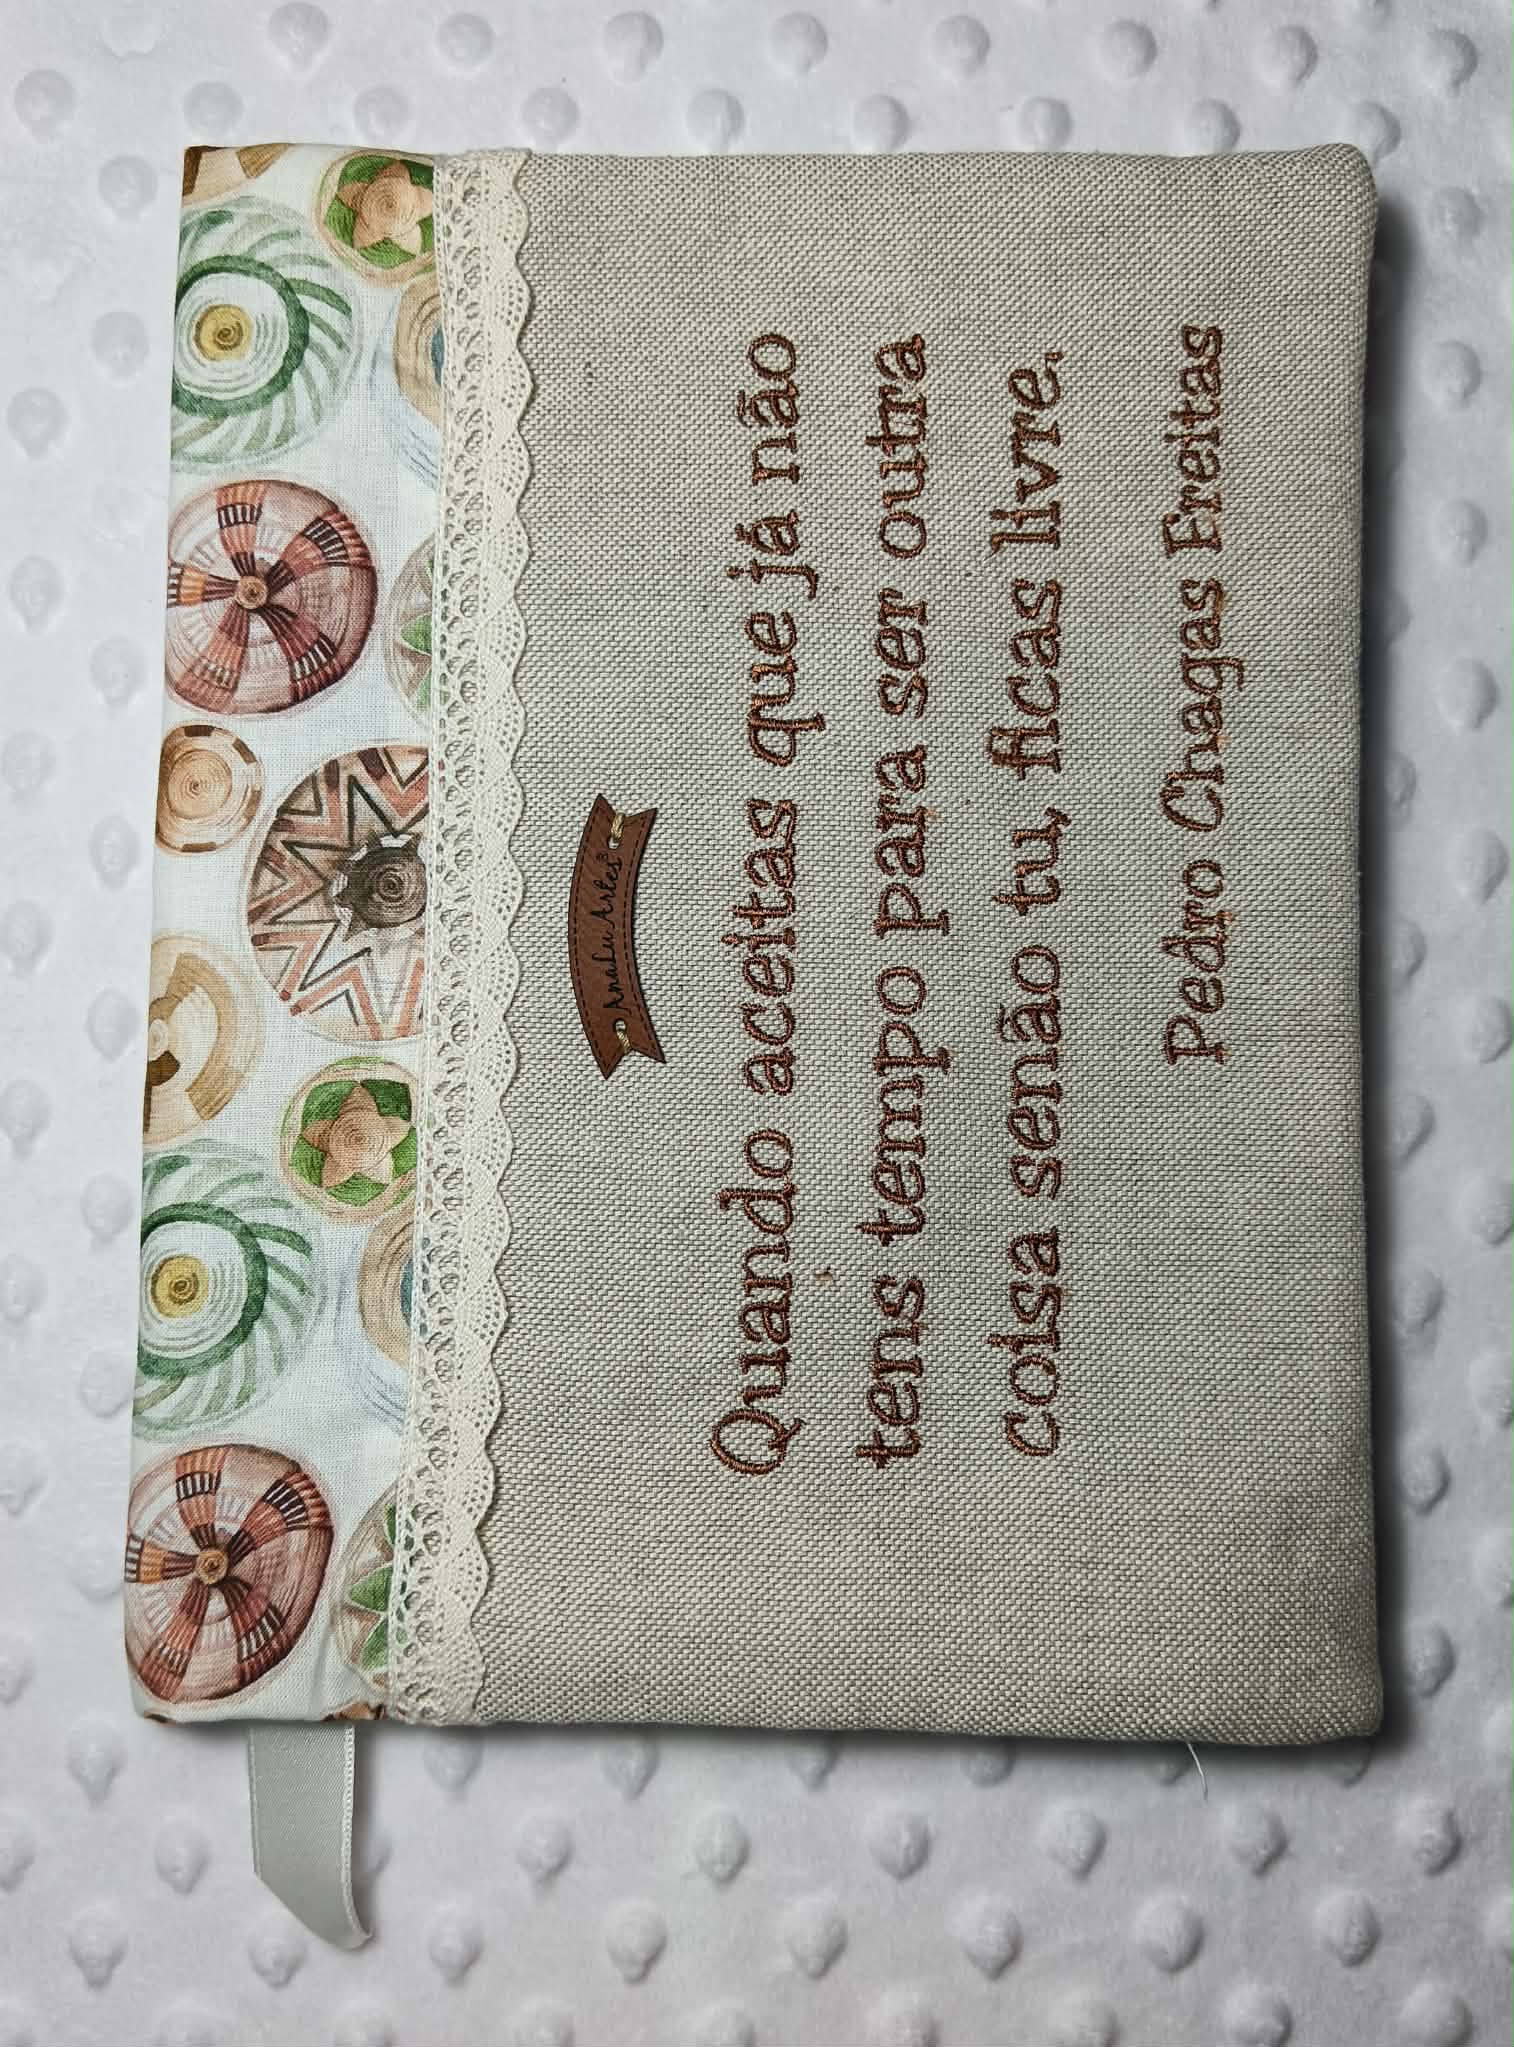 AnaLu Artes®
Quando aceitas que já não
tens tempo para ser outra
coisa senão tu, ficas livre.
Pedro Chagas Freitas